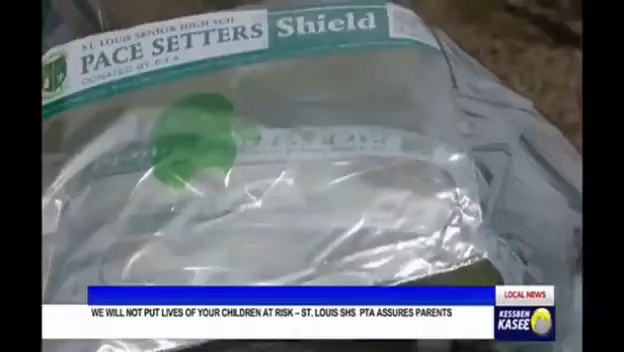 ST. LOUIS SENIOR HIGH SCH
PACE SETTERS Shield
DONATED BY P.T.A
LOCAL NEWS
WE WILL NOT PUT LIVES OF YOUR CHILDREN AT RISK – ST. LOUIS SHS PTA ASSURES PARENTS
KESSBEN
KASEE